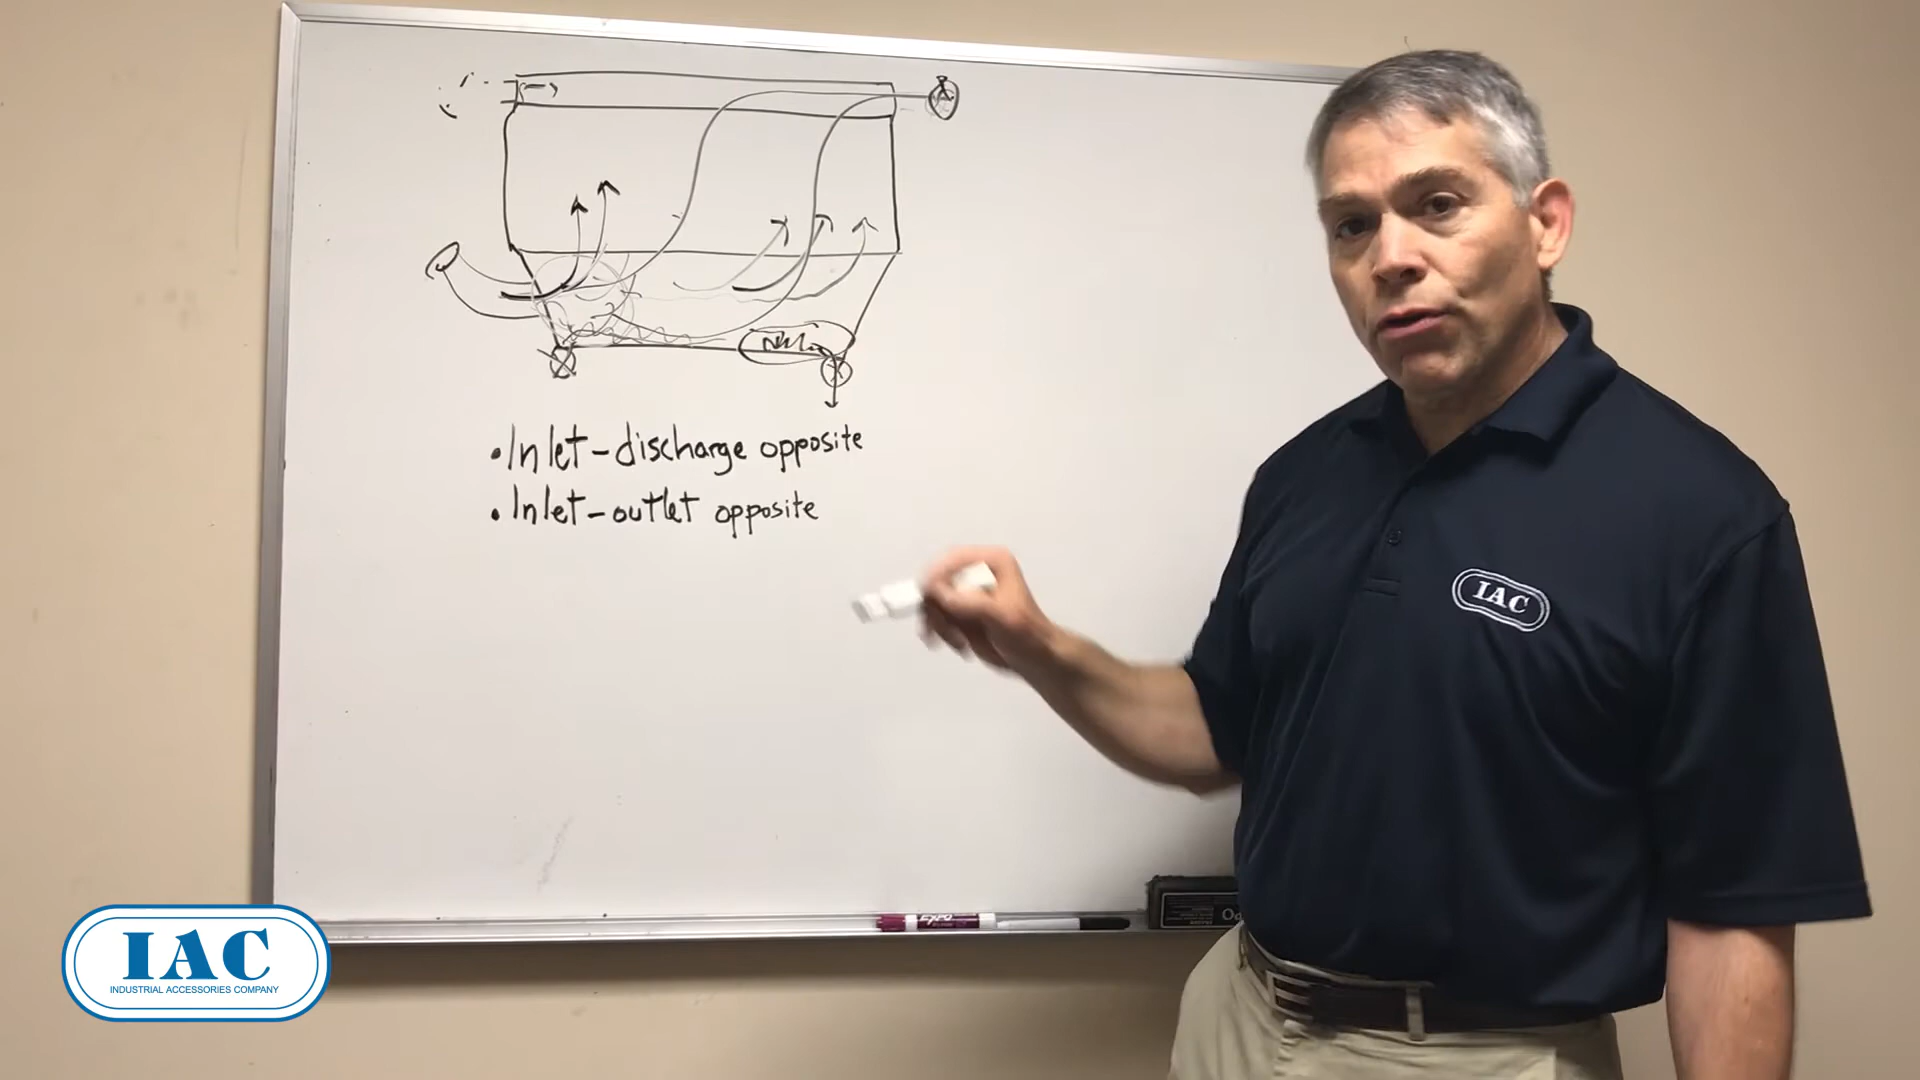 • Inlet-discharge opposite
• Inlet-outlet opposite
IAC
EXPO
IAC
INDUSTRIAL ACCESSORIES COMPANY